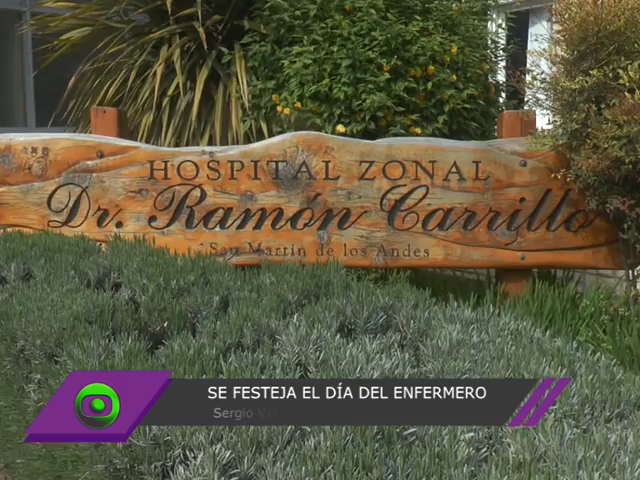 HOSPITAL ZONAL
Dr. Ramón Carrillo
San Martín de los Andes
SE FESTEJA EL DÍA DEL ENFERMERO
Sergio